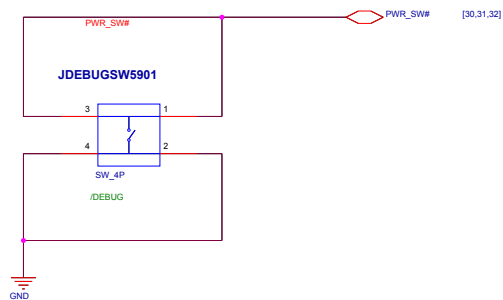 PWR_SW# [30,31,32]
PWR_SW#
JDEBUGSW5901
3 1
4 2
SW_4P
/DEBUG
GND